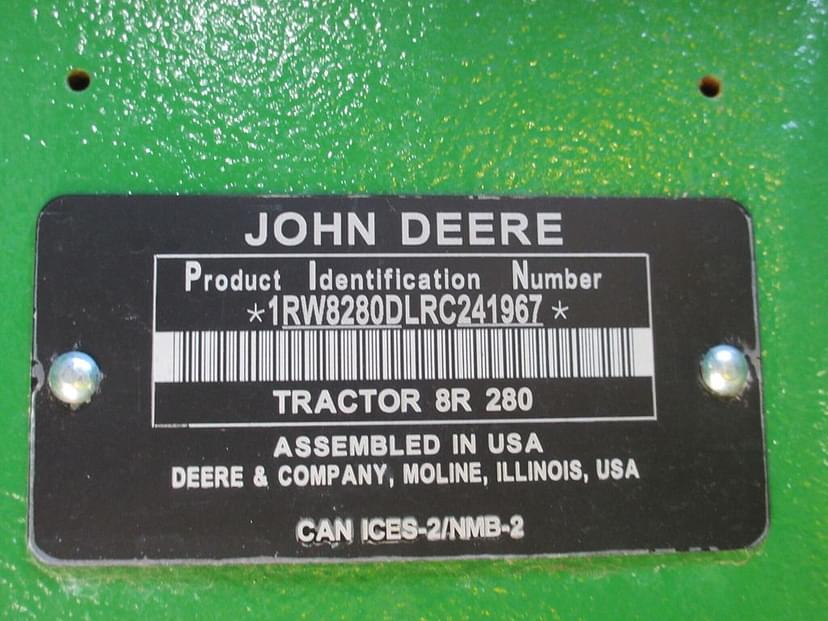 JOHN DEERE
Product Identification Number
*1RW8280DLRC241967*
TRACTOR 8R 280
ASSEMBLED IN USA
DEERE & COMPANY, MOLINE, ILLINOIS, USA
CAN ICES-2/NMB-2